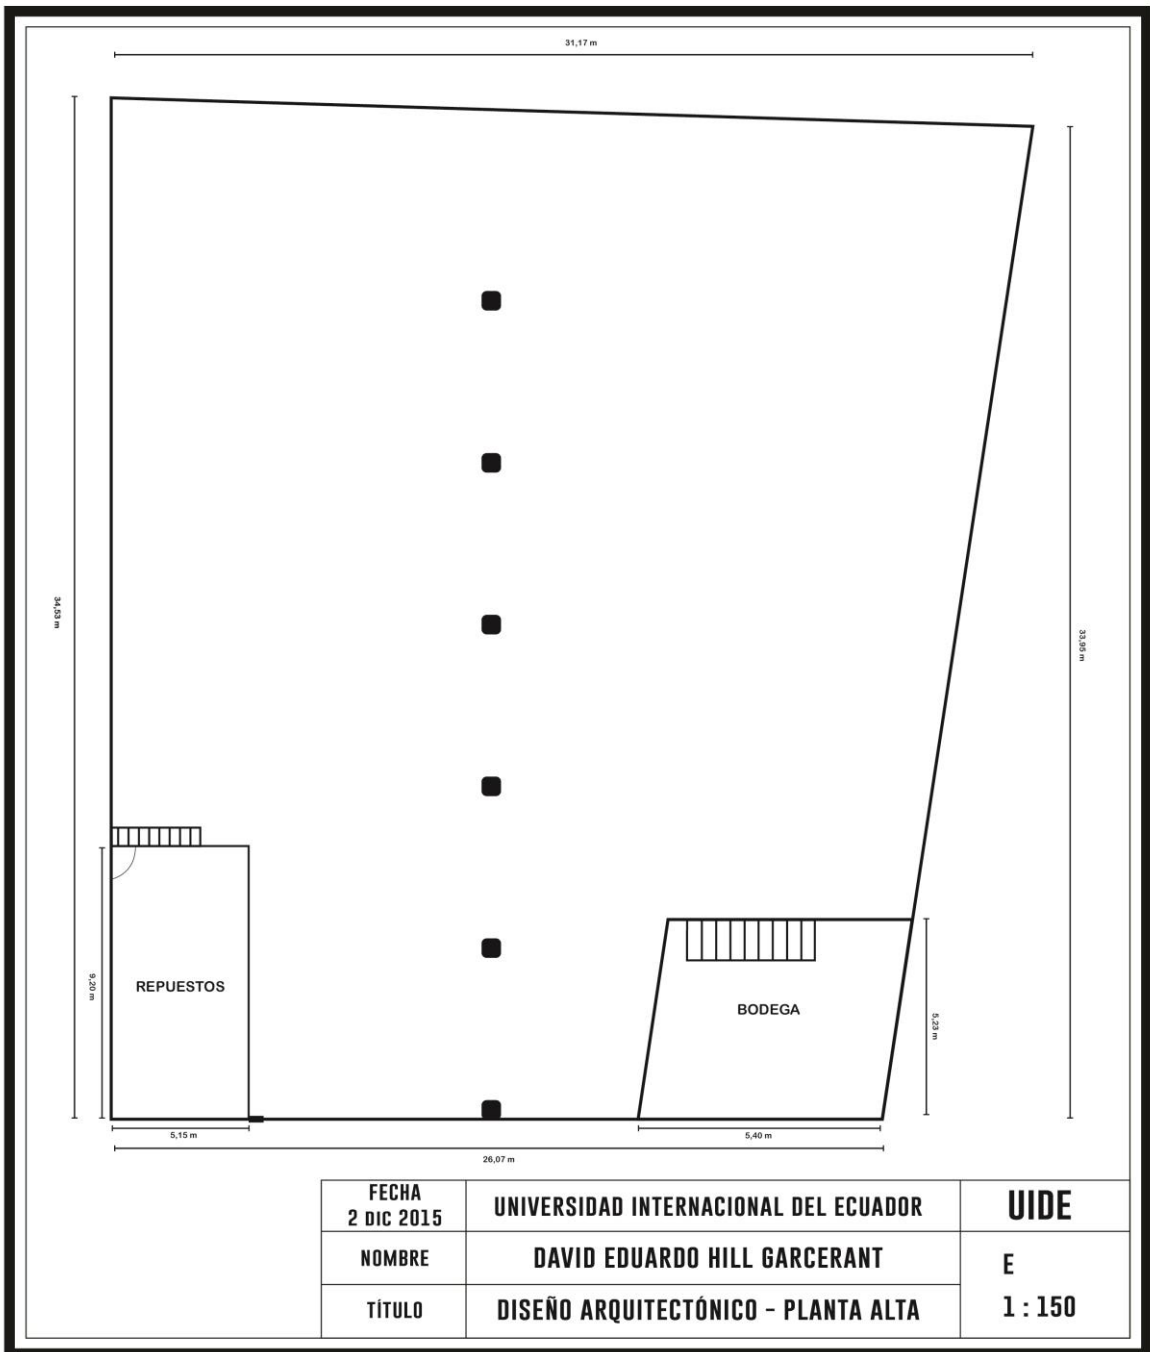 31,17 m
34,53 m
33,95 m
9,20 m
REPUESTOS
BODEGA
5,23 m
5,15 m
5,40 m
26,07 m
FECHA
2 DIC 2015
UNIVERSIDAD INTERNACIONAL DEL ECUADOR
UIDE
NOMBRE
DAVID EDUARDO HILL GARCERANT
E
1 : 150
TÍTULO
DISEÑO ARQUITECTÓNICO - PLANTA ALTA